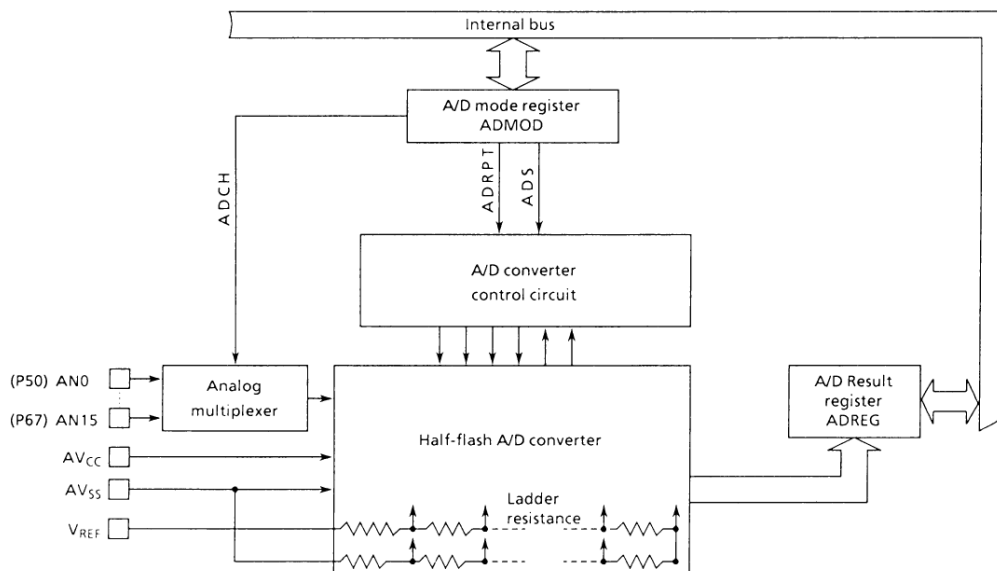 Internal bus
A/D mode register
ADMOD
ADCH
ADRPT
ADS
A/D converter
control circuit
(P50) AN0
(P67) AN15
Analog
multiplexer
A/D Result
register
ADREG
Half-flash A/D converter
AVCC
AVSS
VREF
Ladder
resistance